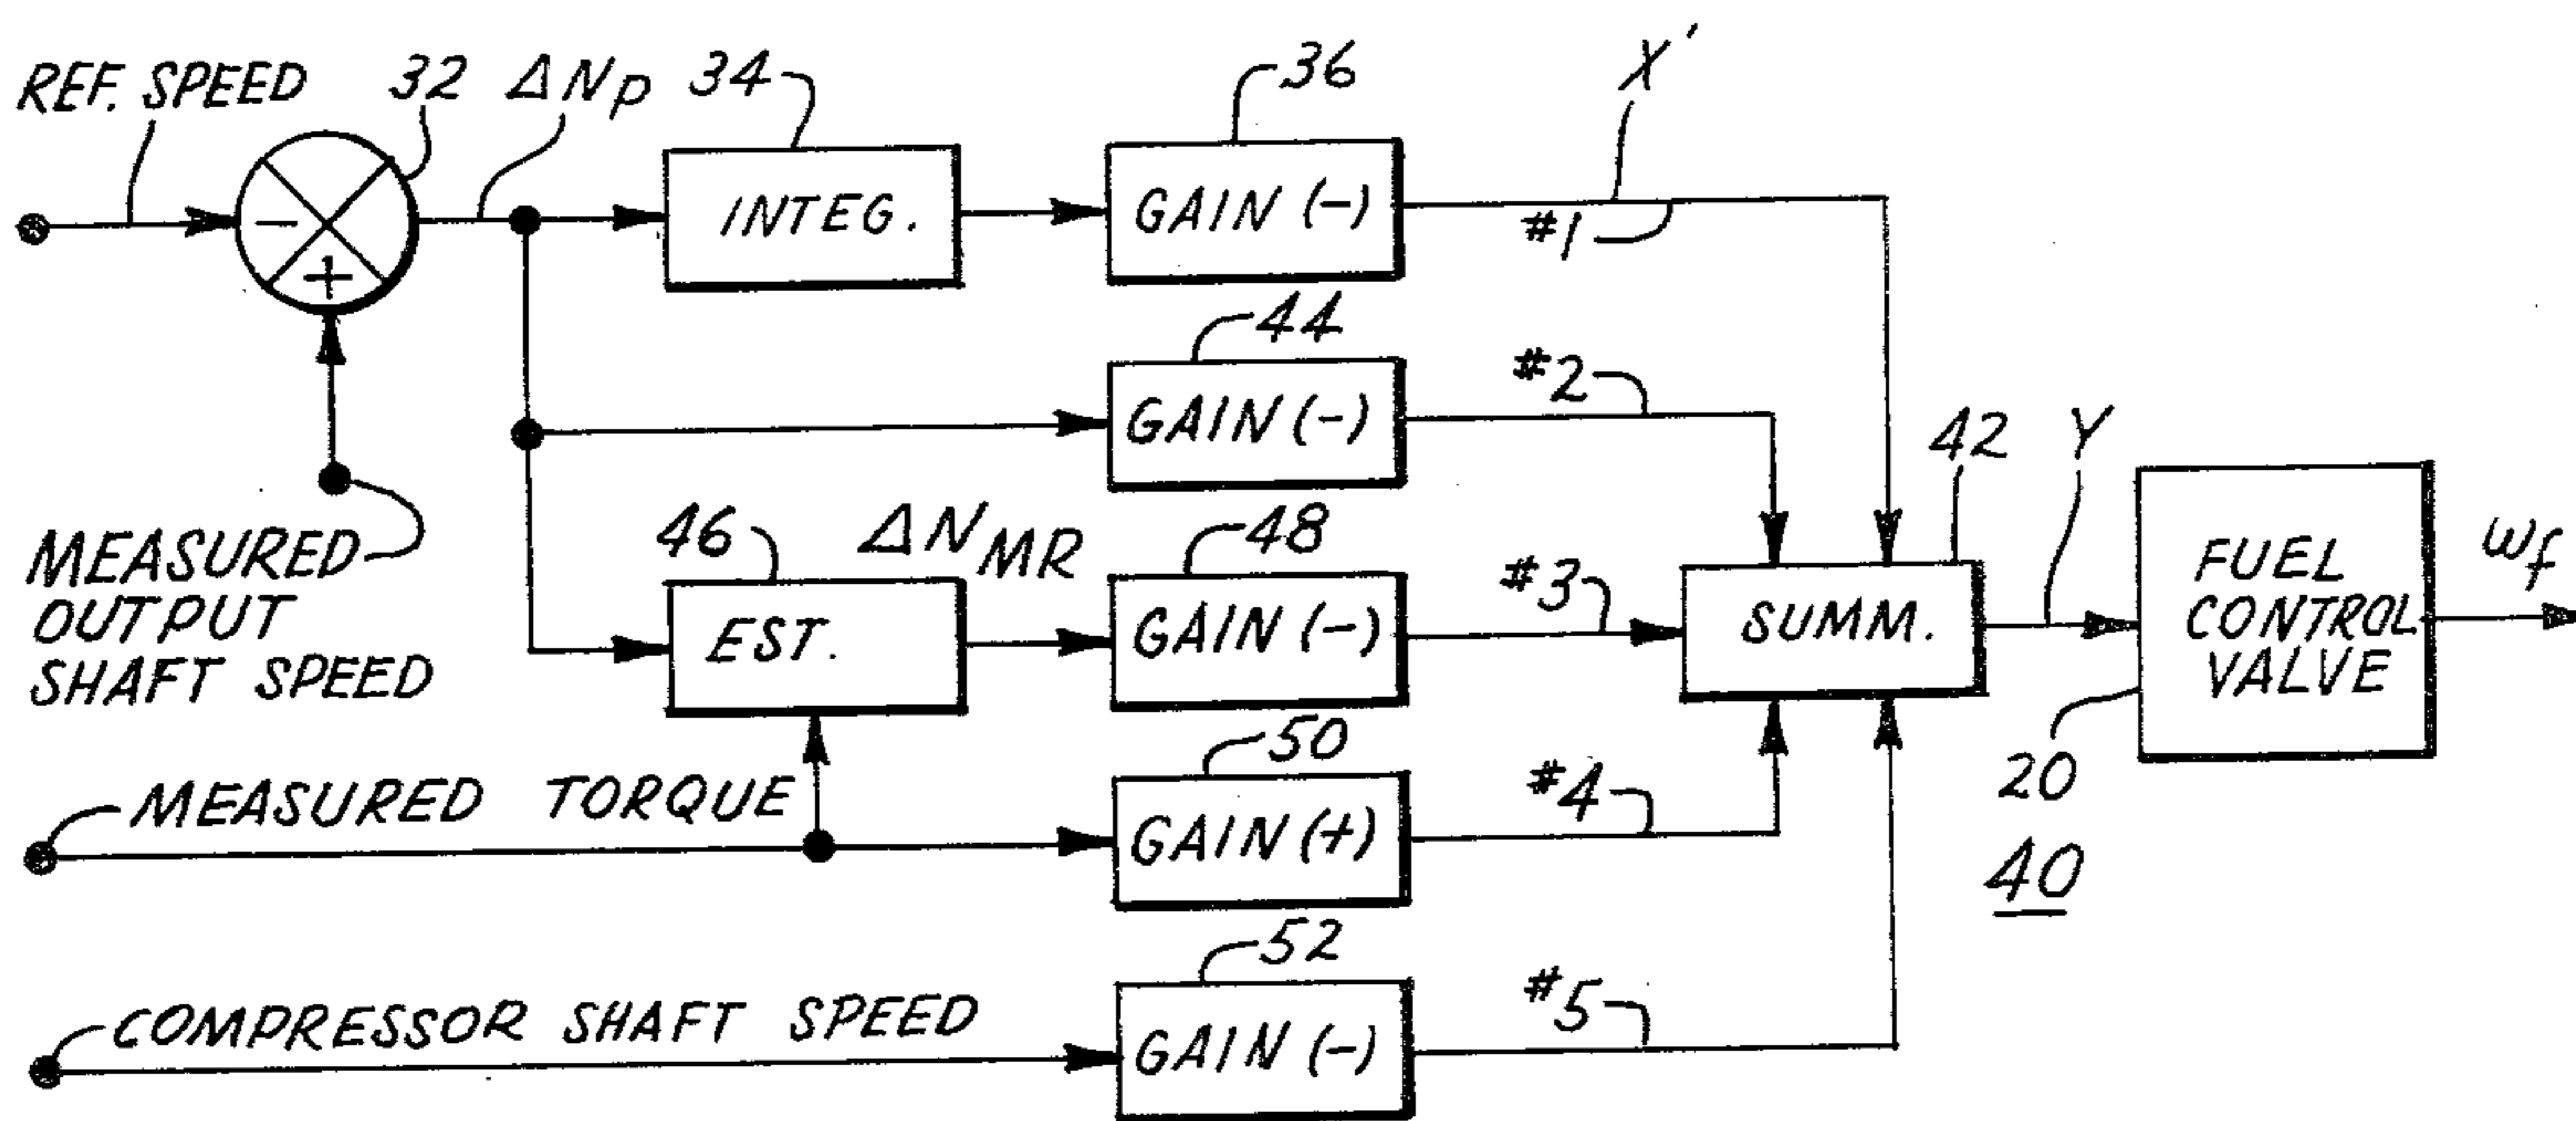 REF. SPEED
32
ΔNP
34
36
X'
−
+
INTEG.
GAIN (−)
#1
MEASURED
OUTPUT
SHAFT SPEED
44
GAIN (−)
#2
46
ΔNMR
EST.
48
GAIN (−)
#3
42
SUMM.
Y
FUEL
CONTROL
VALVE
wf
20
MEASURED TORQUE
50
GAIN (+)
#4
40
COMPRESSOR SHAFT SPEED
52
GAIN (−)
#5